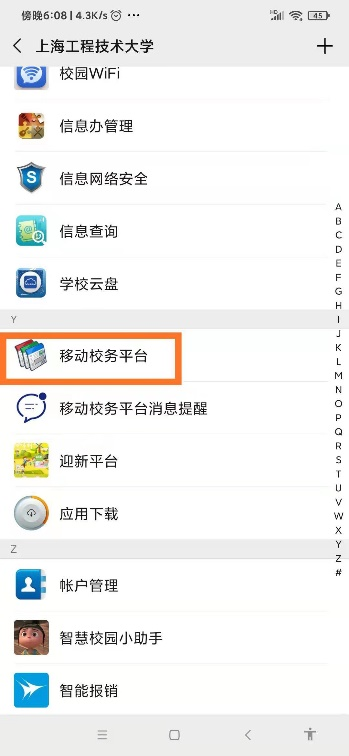 傍晚6:08 | 4.3K/s ···
45
上海工程技术大学
校园WiFi
信息办管理
S
信息网络安全
信息查询
学校云盘
Y
移动校务平台
移动校务平台消息提醒
迎新平台
应用下载
Z
帐户管理
智慧校园小助手
智能报销
A
B
C
D
E
F
G
H
I
J
K
L
M
N
O
P
Q
R
S
T
U
V
W
X
Y
Z
#